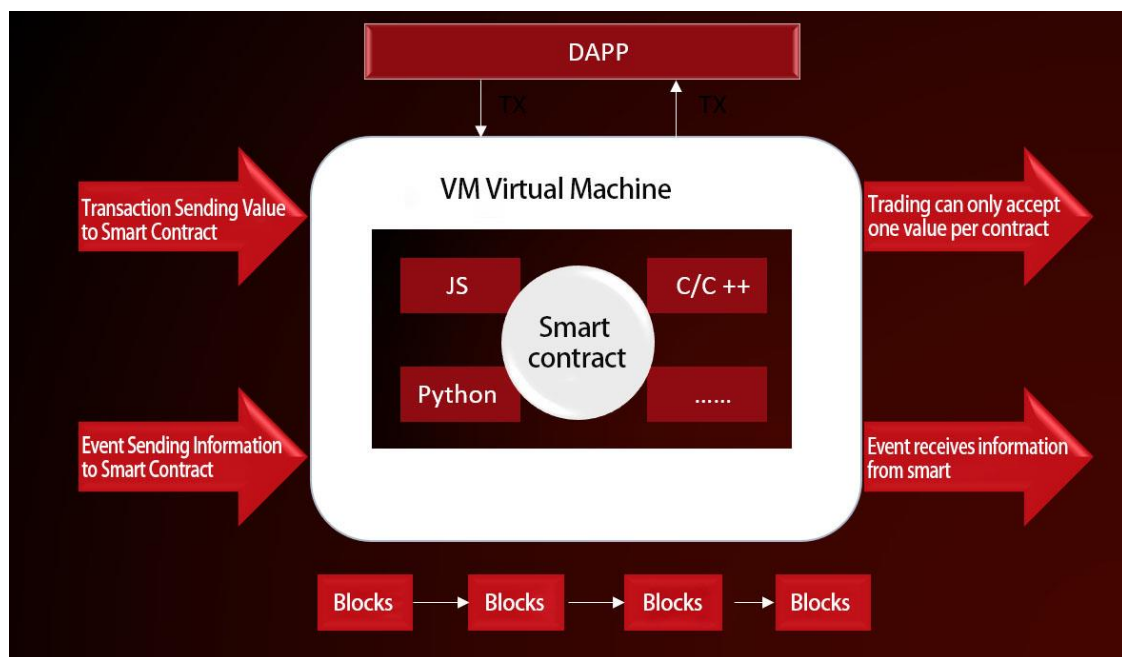 DAPP
TX
TX
VM Virtual Machine
Transaction Sending Value
to Smart Contract
Trading can only accept
one value per contract
JS
C/C ++
Smart
contract
Python
......
Event Sending Information
to Smart Contract
Event receives information
from smart
Blocks
Blocks
Blocks
Blocks